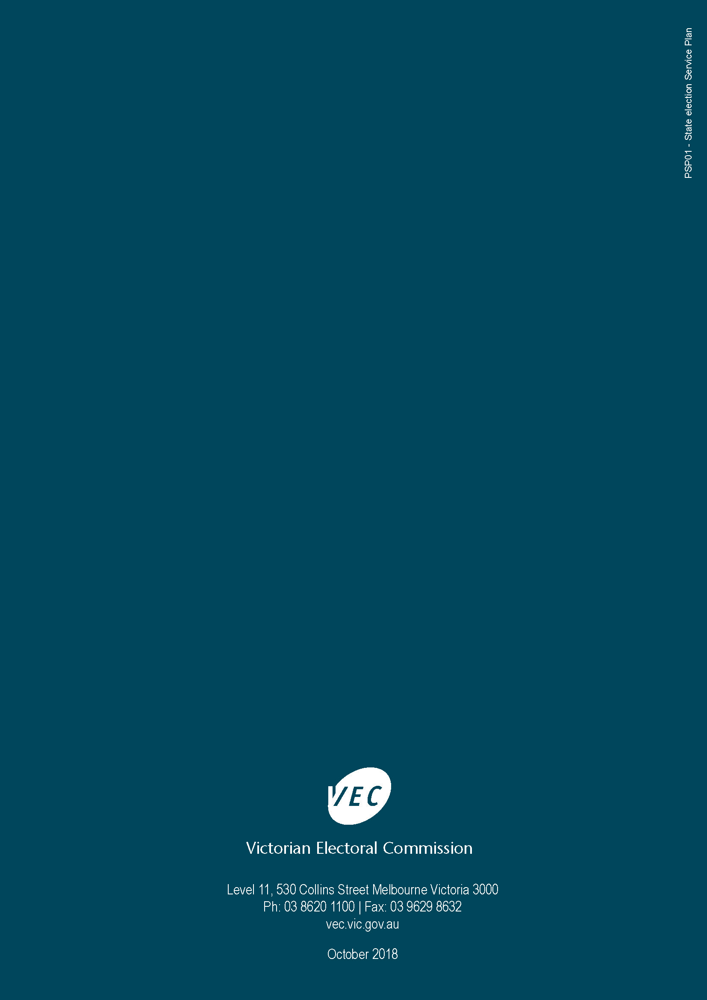 PSP01 - State election Service Plan
VEC
Victorian Electoral Commission
Level 11, 530 Collins Street Melbourne Victoria 3000
Ph: 03 8620 1100 | Fax: 03 9629 8632
vec.vic.gov.au
October 2018